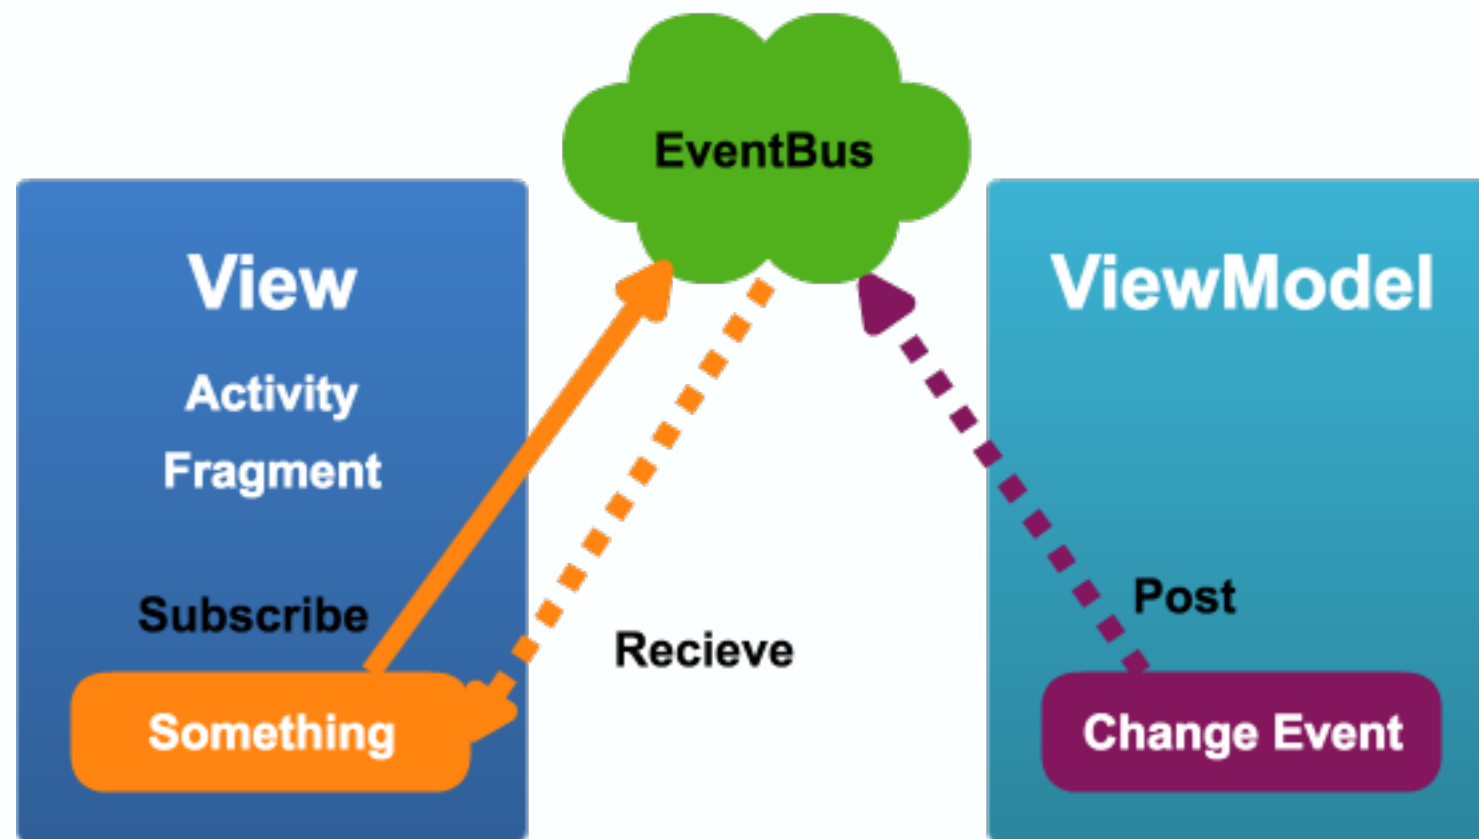 EventBus
View
Activity
Fragment
Subscribe
Something
Recieve
ViewModel
Post
Change Event